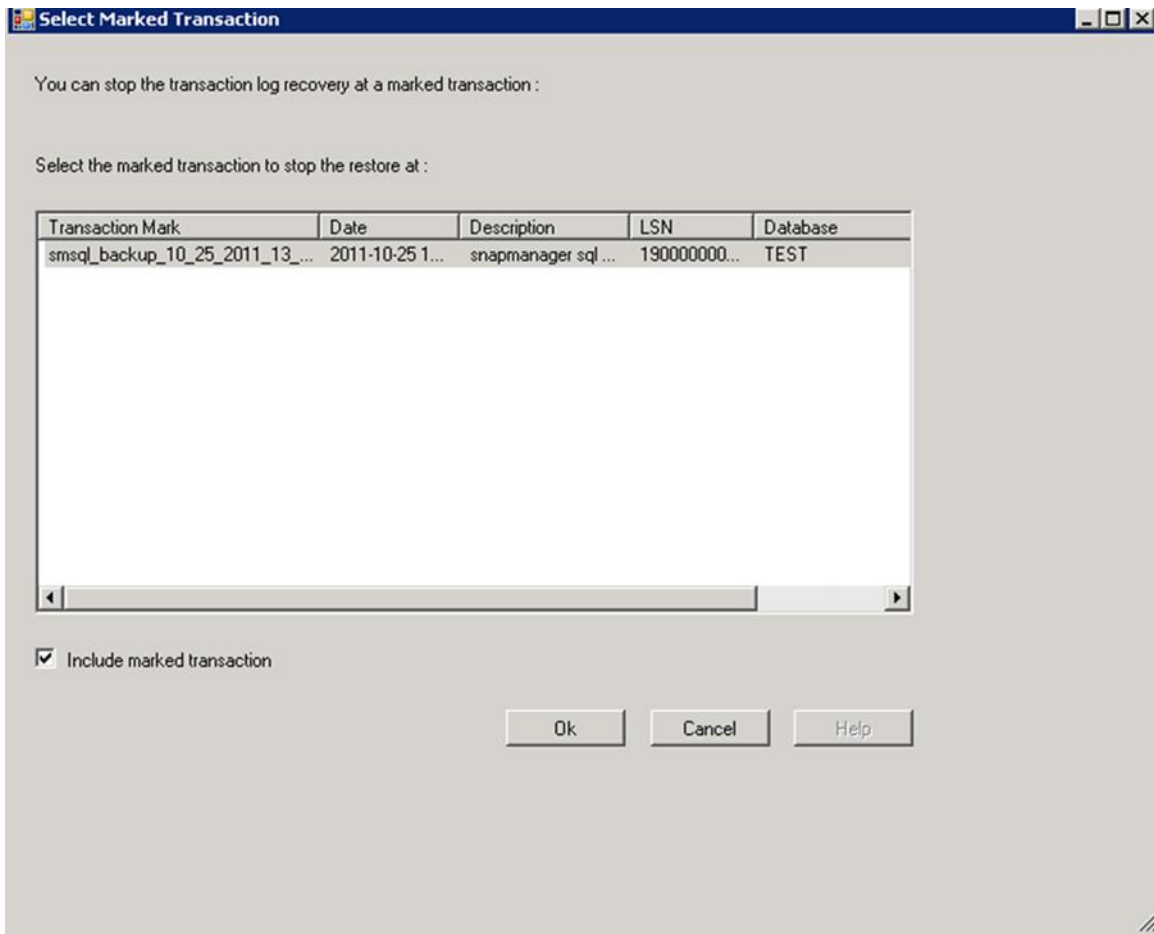 Select Marked Transaction
You can stop the transaction log recovery at a marked transaction :
Select the marked transaction to stop the restore at :
Transaction Mark Date Description LSN Database
smsql_backup_10_25_2011_13_... 2011-10-25 1... snapmanager sql ... 190000000... TEST
Include marked transaction
Ok Cancel Help